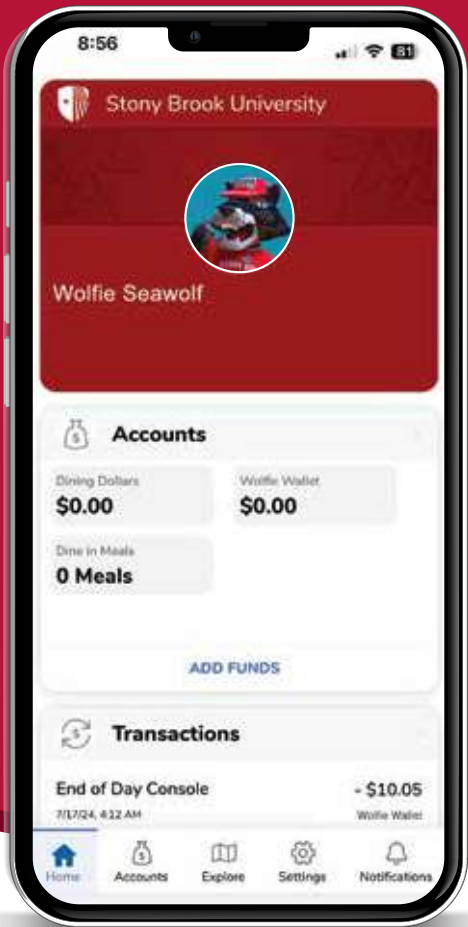 8:56
81
Stony Brook University
Wolfie Seawolf
Accounts
Dining Dollars
Wolfie Wallet
$0.00
$0.00
Dine in Meals
0 Meals
ADD FUNDS
Transactions
End of Day Console
- $10.05
7/17/24, 4:12 AM
Wolfie Wallet
Home
Accounts
Explore
Settings
Notifications